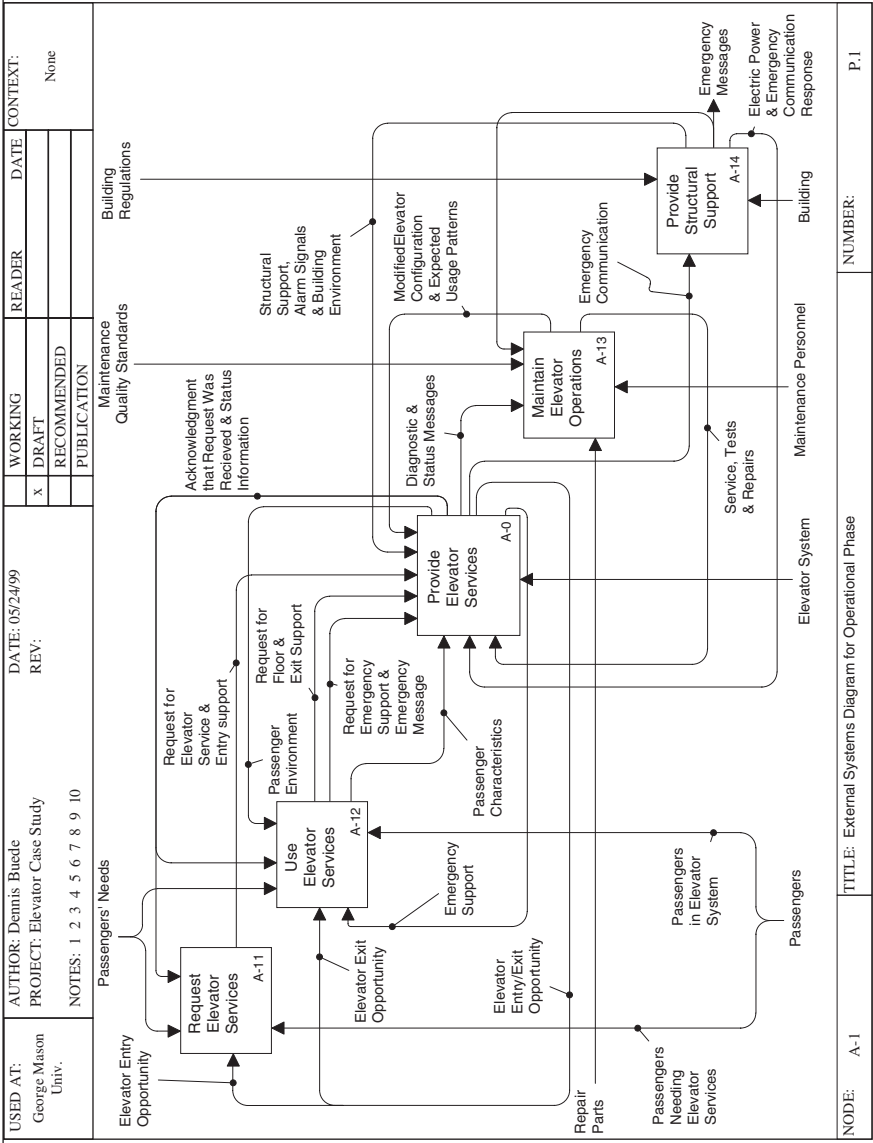 USED AT:
George Mason
Univ.
AUTHOR: Dennis Buede
PROJECT: Elevator Case Study
NOTES: 1 2 3 4 5 6 7 8 9 10
DATE: 05/24/99
REV:
WORKING
x DRAFT
RECOMMENDED
PUBLICATION
READER
DATE
CONTEXT:
None
Passengers' Needs
Maintenance
Quality Standards
Building
Regulations
Elevator Entry
Opportunity
Request
Elevator
Services
A-11
Request for
Elevator
Service &
Entry support
Acknowledgment
that Request Was
Recieved & Status
Information
Structural
Support,
Alarm Signals
& Building
Environment
Passenger
Environment
Request for
Floor &
Exit Support
Request for
Emergency
Support &
Emergency
Message
Use
Elevator
Services
A-12
Elevator Exit
Opportunity
Emergency
Support
Passenger
Characteristics
Provide
Elevator
Services
A-0
Diagnostic &
Status Messages
ModifiedElevator
Configuration
& Expected
Usage Patterns
Maintain
Elevator
Operations
A-13
Emergency
Communication
Provide
Structural
Support
A-14
Emergency
Messages
Electric Power
& Emergency
Communication
Response
Elevator
Entry/Exit
Opportunity
Repair
Parts
Service, Tests
& Repairs
Passengers
Needing
Elevator
Services
Passengers
in Elevator
System
Passengers
Elevator System
Maintenance Personnel
Building
NODE: A-1
TITLE: External Systems Diagram for Operational Phase
NUMBER:
P.1